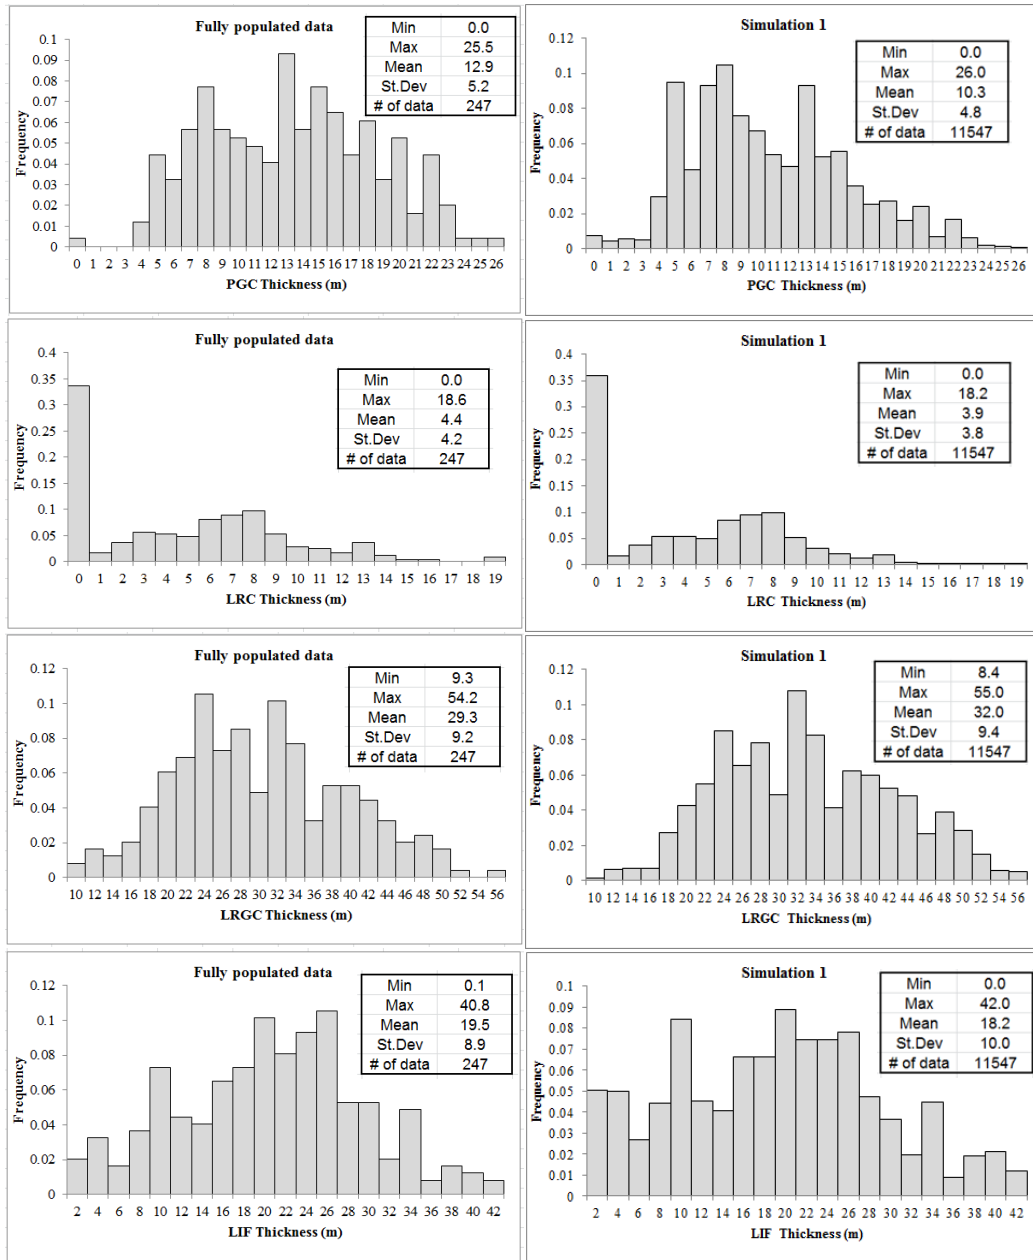 Fully populated data
Min 0.0
Max 25.5
Mean 12.9
St.Dev 5.2
# of data 247
0.1
0.09
0.08
0.07
0.06
0.05
0.04
0.03
0.02
0.01
0
Frequency
0 1 2 3 4 5 6 7 8 9 10 11 12 13 14 15 16 17 18 19 20 21 22 23 24 25 26
PGC Thickness (m)
Simulation 1
Min 0.0
Max 26.0
Mean 10.3
St.Dev 4.8
# of data 11547
0.12
0.1
0.08
0.06
0.04
0.02
0
Frequency
0 1 2 3 4 5 6 7 8 9 10 11 12 13 14 15 16 17 18 19 20 21 22 23 24 25 26
PGC Thickness (m)
Fully populated data
Min 0.0
Max 18.6
Mean 4.4
St.Dev 4.2
# of data 247
0.4
0.35
0.3
0.25
0.2
0.15
0.1
0.05
0
Frequency
0 1 2 3 4 5 6 7 8 9 10 11 12 13 14 15 16 17 18 19
LRC Thickness (m)
Simulation 1
Min 0.0
Max 18.2
Mean 3.9
St.Dev 3.8
# of data 11547
0.4
0.35
0.3
0.25
0.2
0.15
0.1
0.05
0
Frequency
0 1 2 3 4 5 6 7 8 9 10 11 12 13 14 15 16 17 18 19
LRC Thickness (m)
Fully populated data
Min 9.3
Max 54.2
Mean 29.3
St.Dev 9.2
# of data 247
0.12
0.1
0.08
0.06
0.04
0.02
0
Frequency
10 12 14 16 18 20 22 24 26 28 30 32 34 36 38 40 42 44 46 48 50 52 54 56
LRGC Thickness (m)
Simulation 1
Min 8.4
Max 55.0
Mean 32.0
St.Dev 9.4
# of data 11547
0.12
0.1
0.08
0.06
0.04
0.02
0
Frequency
10 12 14 16 18 20 22 24 26 28 30 32 34 36 38 40 42 44 46 48 50 52 54 56
LRGC Thickness (m)
Fully populated data
Min 0.1
Max 40.8
Mean 19.5
St.Dev 8.9
# of data 247
0.12
0.1
0.08
0.06
0.04
0.02
0
Frequency
2 4 6 8 10 12 14 16 18 20 22 24 26 28 30 32 34 36 38 40 42
LIF Thickness (m)
Simulation 1
Min 0.0
Max 42.0
Mean 18.2
St.Dev 10.0
# of data 11547
0.1
0.09
0.08
0.07
0.06
0.05
0.04
0.03
0.02
0.01
0
Frequency
2 4 6 8 10 12 14 16 18 20 22 24 26 28 30 32 34 36 38 40 42
LIF Thickness (m)